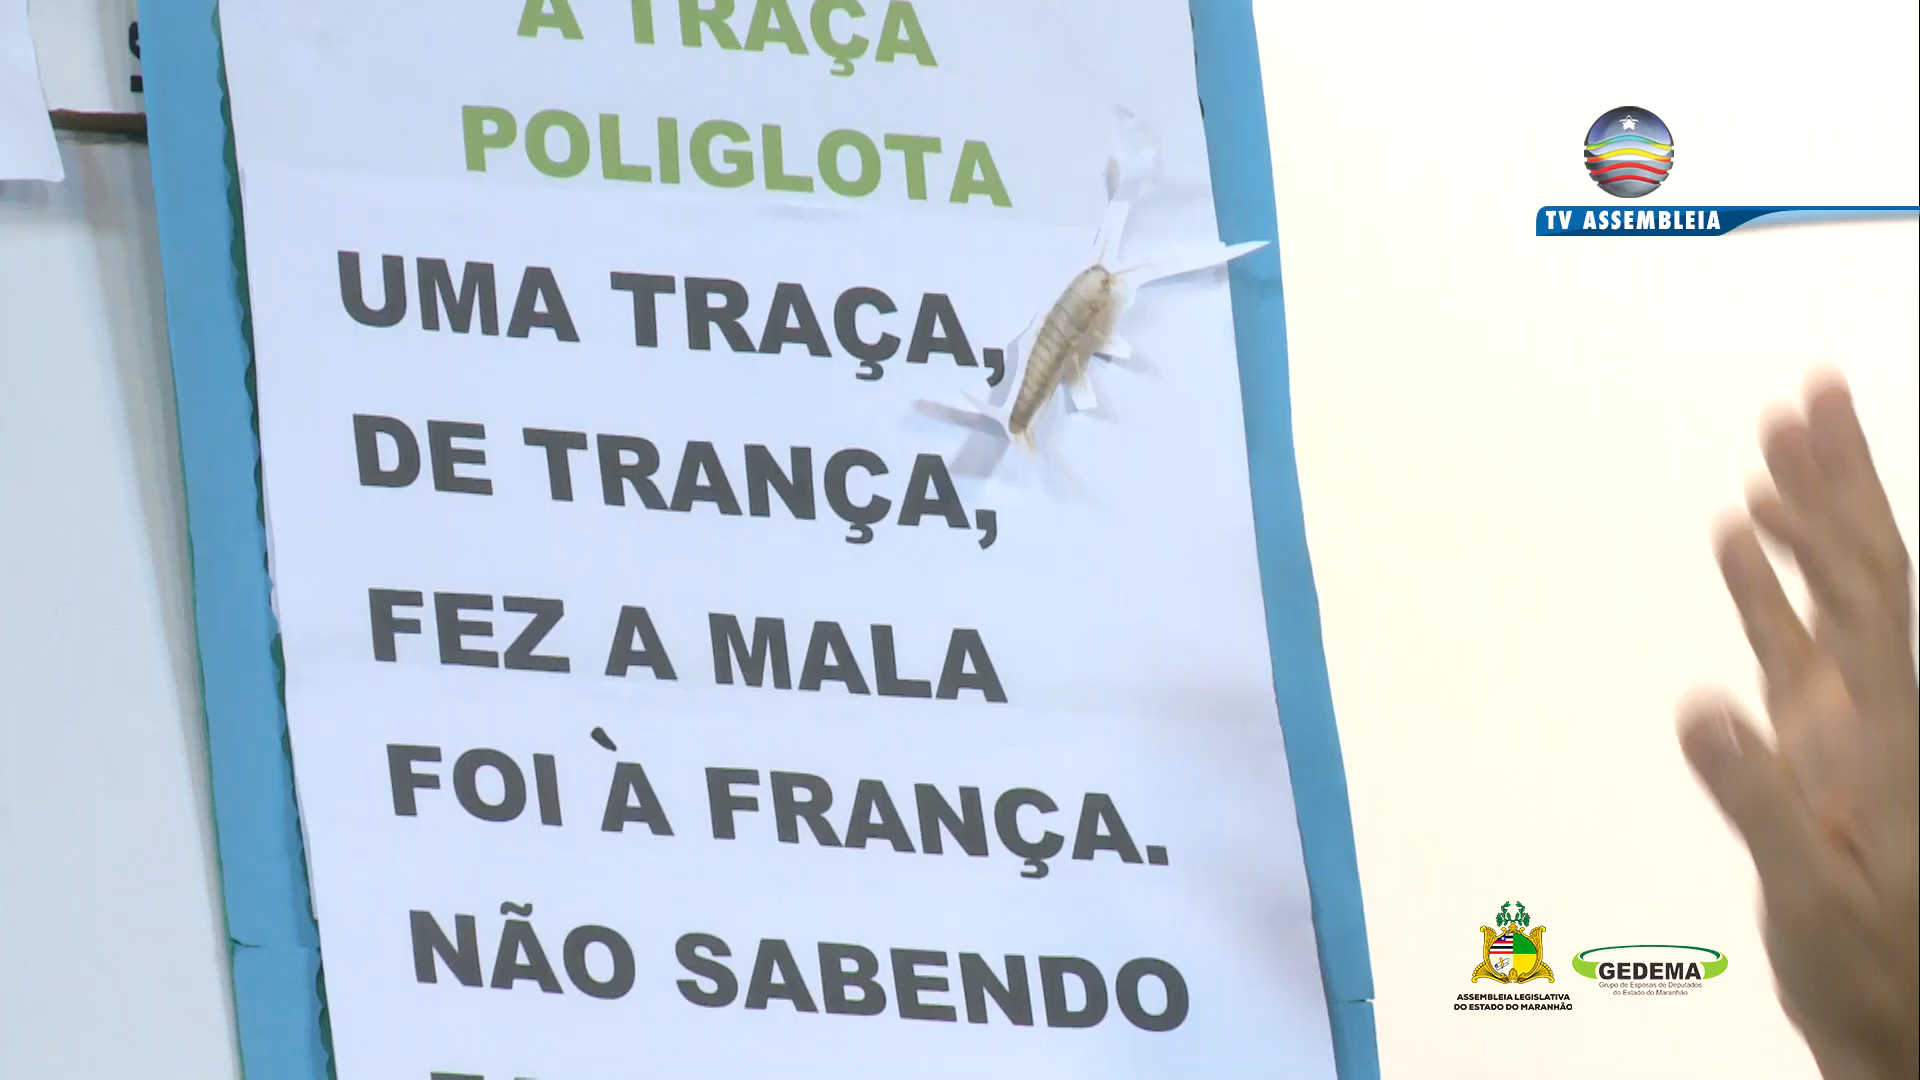 A TRAÇA
POLIGLOTA
UMA TRAÇA,
DE TRANÇA,
FEZ A MALA
FOI À FRANÇA.
NÃO SABENDO
TV ASSEMBLEIA
ASSEMBLEIA LEGISLATIVA
DO ESTADO DO MARANHÃO
GEDEMA
Grupo de Esposas de Deputados
do Estado do Maranhão